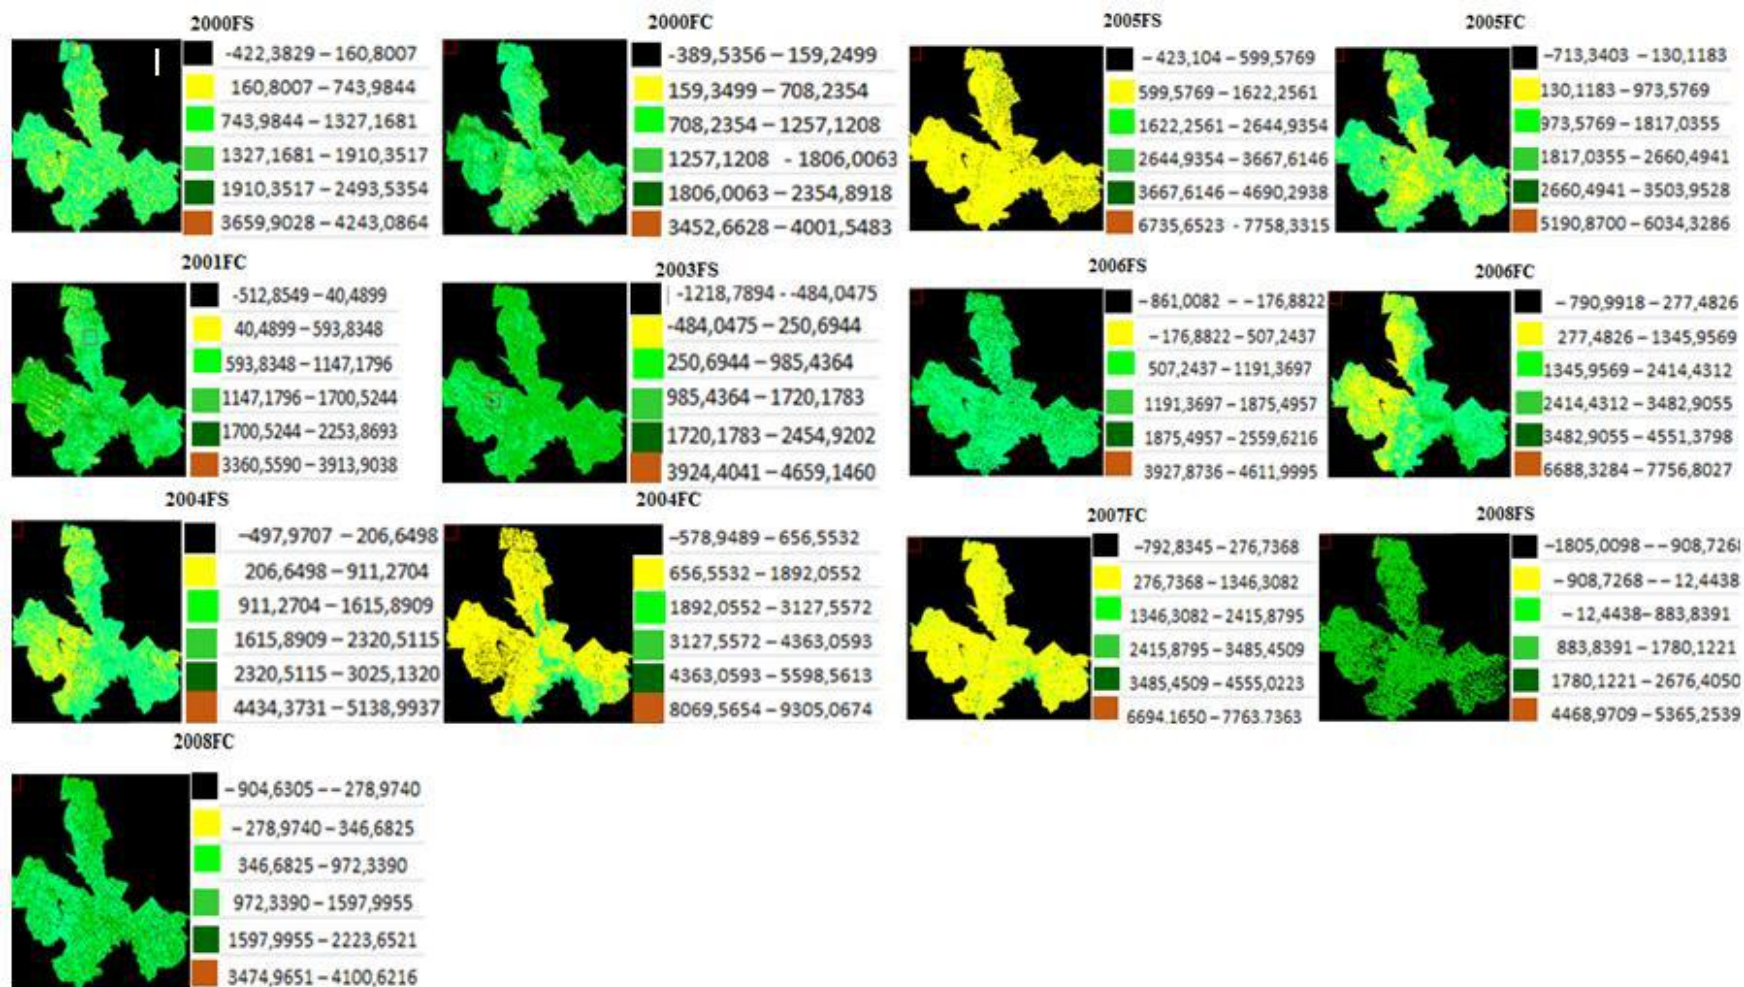 2000FS
-422,3829 – 160,8007
160,8007 – 743,9844
743,9844 – 1327,1681
1327,1681 – 1910,3517
1910,3517 – 2493,5354
3659,9028 – 4243,0864
2000FC
-389,5356 – 159,2499
159,3499 – 708,2354
708,2354 – 1257,1208
1257,1208 - 1806,0063
1806,0063 – 2354,8918
3452,6628 – 4001,5483
2005FS
– 423,104 – 599,5769
599,5769 – 1622,2561
1622,2561 – 2644,9354
2644,9354 – 3667,6146
3667,6146 – 4690,2938
6735,6523 - 7758,3315
2005FC
–713,3403 – 130,1183
130,1183 – 973,5769
973,5769 – 1817,0355
1817,0355 – 2660,4941
2660,4941 – 3503,9528
5190,8700 – 6034,3286
2001FC
-512,8549 – 40,4899
40,4899 – 593,8348
593,8348 – 1147,1796
1147,1796 – 1700,5244
1700,5244 – 2253,8693
3360,5590 – 3913,9038
2003FS
-1218,7894 - -484,0475
-484,0475 – 250,6944
250,6944 – 985,4364
985,4364 – 1720,1783
1720,1783 – 2454,9202
3924,4041 – 4659,1460
2006FS
– 861,0082 – – 176,8822
– 176,8822 – 507,2437
507,2437 – 1191,3697
1191,3697 – 1875,4957
1875,4957 – 2559,6216
3927,8736 – 4611,9995
2006FC
– 790,9918 – 277,4826
277,4826 – 1345,9569
1345,9569 – 2414,4312
2414,4312 – 3482,9055
3482,9055 – 4551,3798
6688,3284 – 7756,8027
2004FS
–497,9707 – 206,6498
206,6498 – 911,2704
911,2704 – 1615,8909
1615,8909 – 2320,5115
2320,5115 – 3025,1320
4434,3731 – 5138,9937
2004FC
–578,9489 – 656,5532
656,5532 – 1892,0552
1892,0552 – 3127,5572
3127,5572 – 4363,0593
4363,0593 – 5598,5613
8069,5654 – 9305,0674
2007FC
–792,8345 – 276,7368
276,7368 – 1346,3082
1346,3082 – 2415,8795
2415,8795 – 3485,4509
3485,4509 – 4555,0223
6694,1650 – 7763,7363
2008FS
–1805,0098 – – 908,7268
– 908,7268 – – 12,4438
– 12,4438 – 883,8391
883,8391 – 1780,1221
1780,1221 – 2676,4050
4468,9709 – 5365,2539
2008FC
– 904,6305 – – 278,9740
– 278,9740 – 346,6825
346,6825 – 972,3390
972,3390 – 1597,9955
1597,9955 – 2223,6521
3474,9651 – 4100,6216